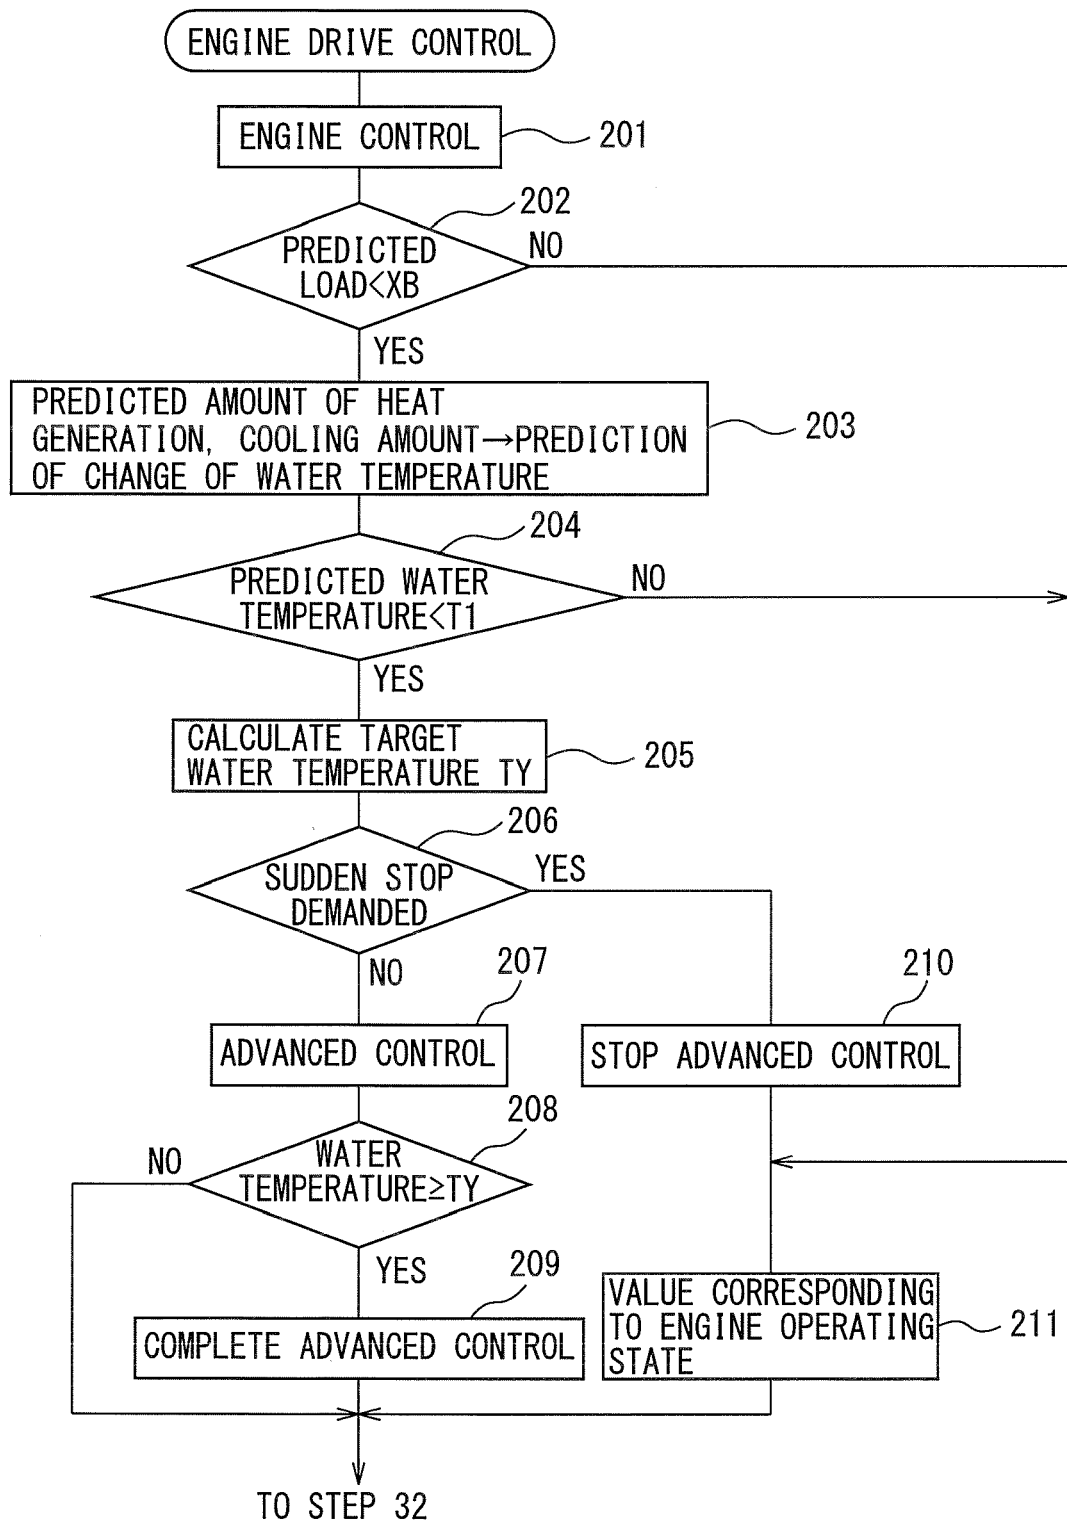 ENGINE DRIVE CONTROL
ENGINE CONTROL
201
202
PREDICTED
LOAD<XB
NO
YES
PREDICTED AMOUNT OF HEAT
GENERATION, COOLING AMOUNT→PREDICTION
OF CHANGE OF WATER TEMPERATURE
203
204
PREDICTED WATER
TEMPERATURE<T1
NO
YES
CALCULATE TARGET
WATER TEMPERATURE TY
205
206
SUDDEN STOP
DEMANDED
YES
NO
207
210
ADVANCED CONTROL
STOP ADVANCED CONTROL
208
WATER
TEMPERATURE≥TY
NO
YES
209
COMPLETE ADVANCED CONTROL
VALUE CORRESPONDING
TO ENGINE OPERATING
STATE
211
TO STEP 32